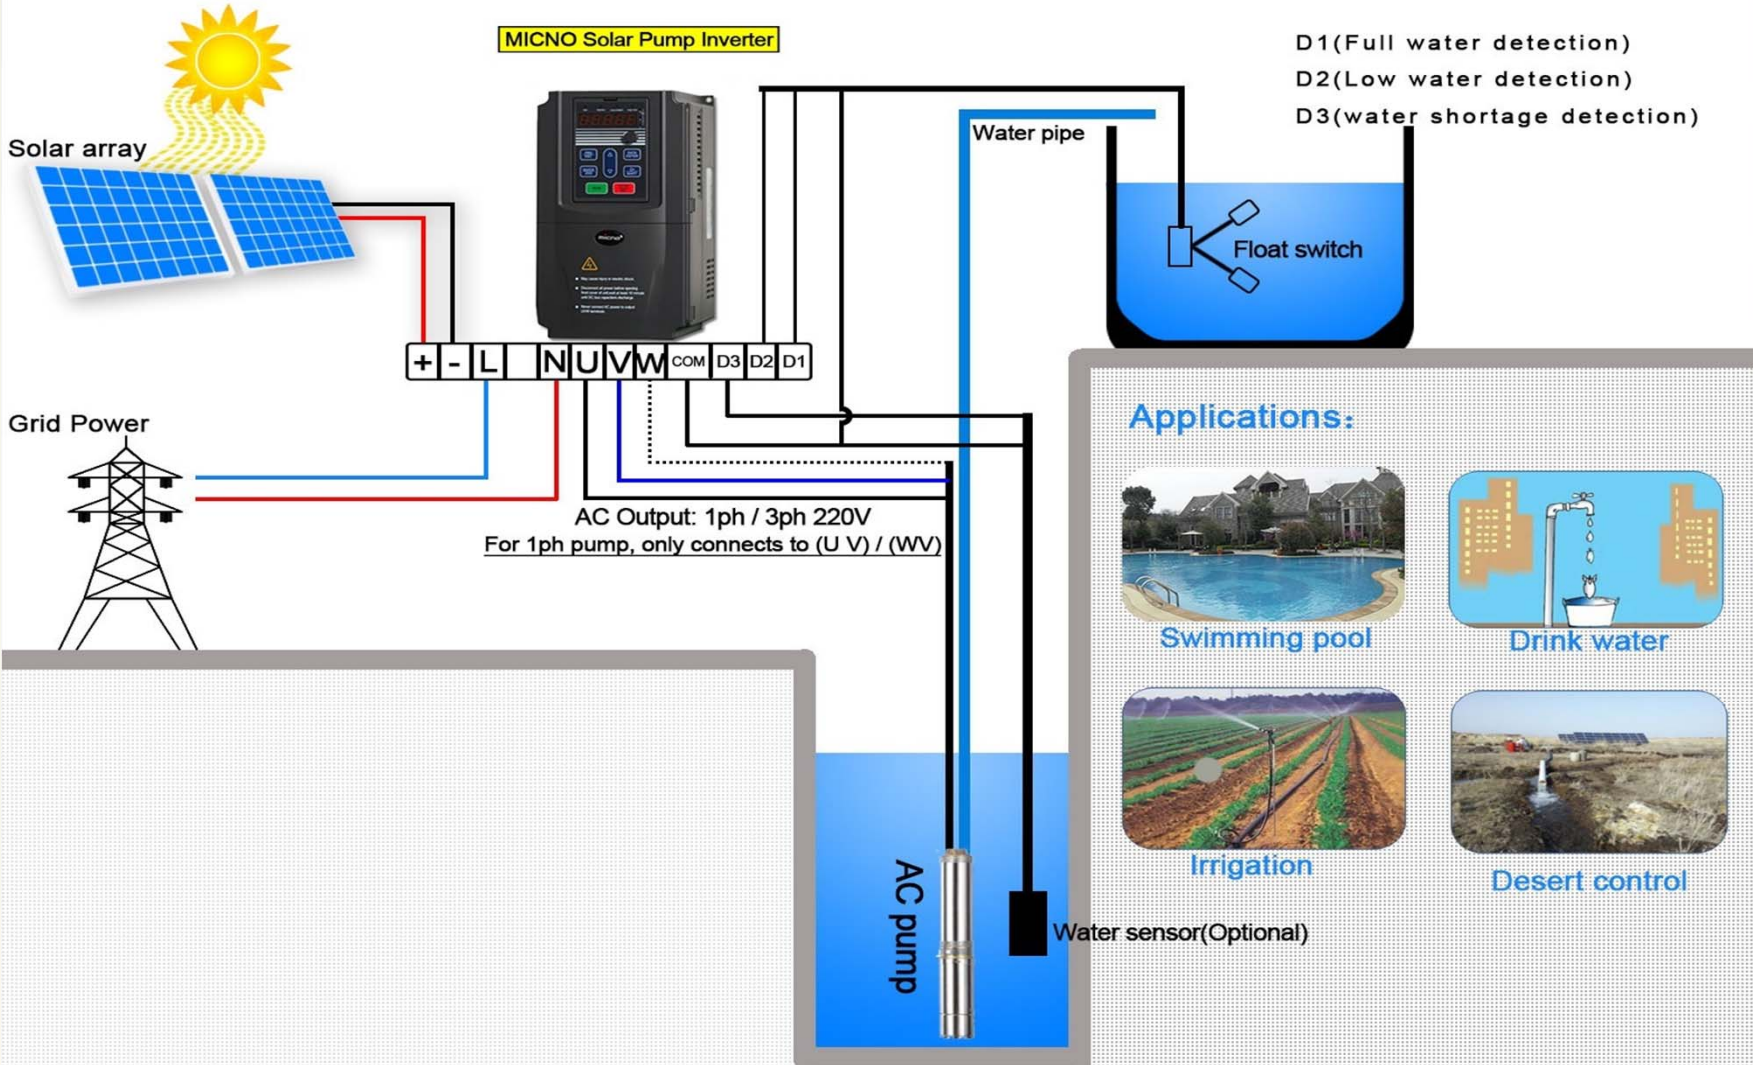 MICNO Solar Pump Inverter
D1(Full water detection)
D2(Low water detection)
D3(water shortage detection)
Solar array
Water pipe
Float switch
MICNO
+ - L N U V W COM D3 D2 D1
Grid Power
AC Output: 1ph / 3ph 220V
For 1ph pump, only connects to (U V) / (WV)
Applications:
Swimming pool
Drink water
Irrigation
Desert control
AC pump
Water sensor(Optional)